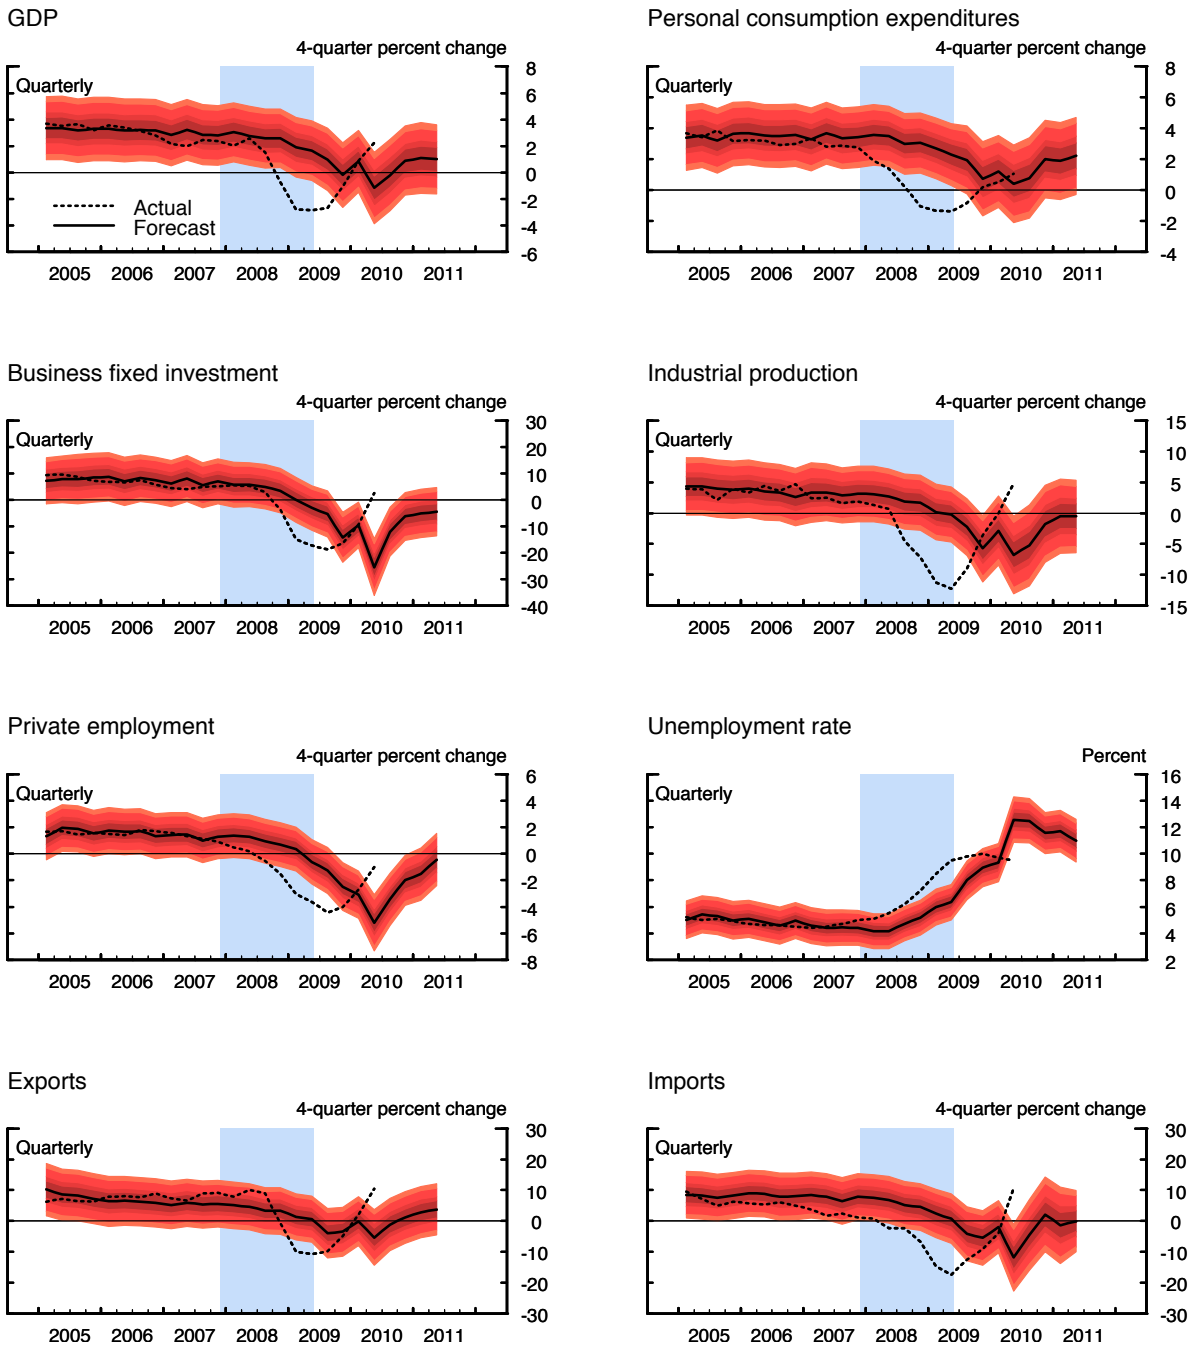 GDP
4-quarter percent change
Quarterly
8
6
4
2
0
-2
-4
-6
Actual
Forecast
2005 2006 2007 2008 2009 2010 2011
Personal consumption expenditures
4-quarter percent change
Quarterly
8
6
4
2
0
-2
-4
2005 2006 2007 2008 2009 2010 2011
Business fixed investment
4-quarter percent change
Quarterly
30
20
10
0
-10
-20
-30
-40
2005 2006 2007 2008 2009 2010 2011
Industrial production
4-quarter percent change
Quarterly
15
10
5
0
-5
-10
-15
2005 2006 2007 2008 2009 2010 2011
Private employment
4-quarter percent change
Quarterly
6
4
2
0
-2
-4
-6
-8
2005 2006 2007 2008 2009 2010 2011
Unemployment rate
Percent
Quarterly
16
14
12
10
8
6
4
2
2005 2006 2007 2008 2009 2010 2011
Exports
4-quarter percent change
Quarterly
30
20
10
0
-10
-20
-30
2005 2006 2007 2008 2009 2010 2011
Imports
4-quarter percent change
Quarterly
30
20
10
0
-10
-20
-30
2005 2006 2007 2008 2009 2010 2011